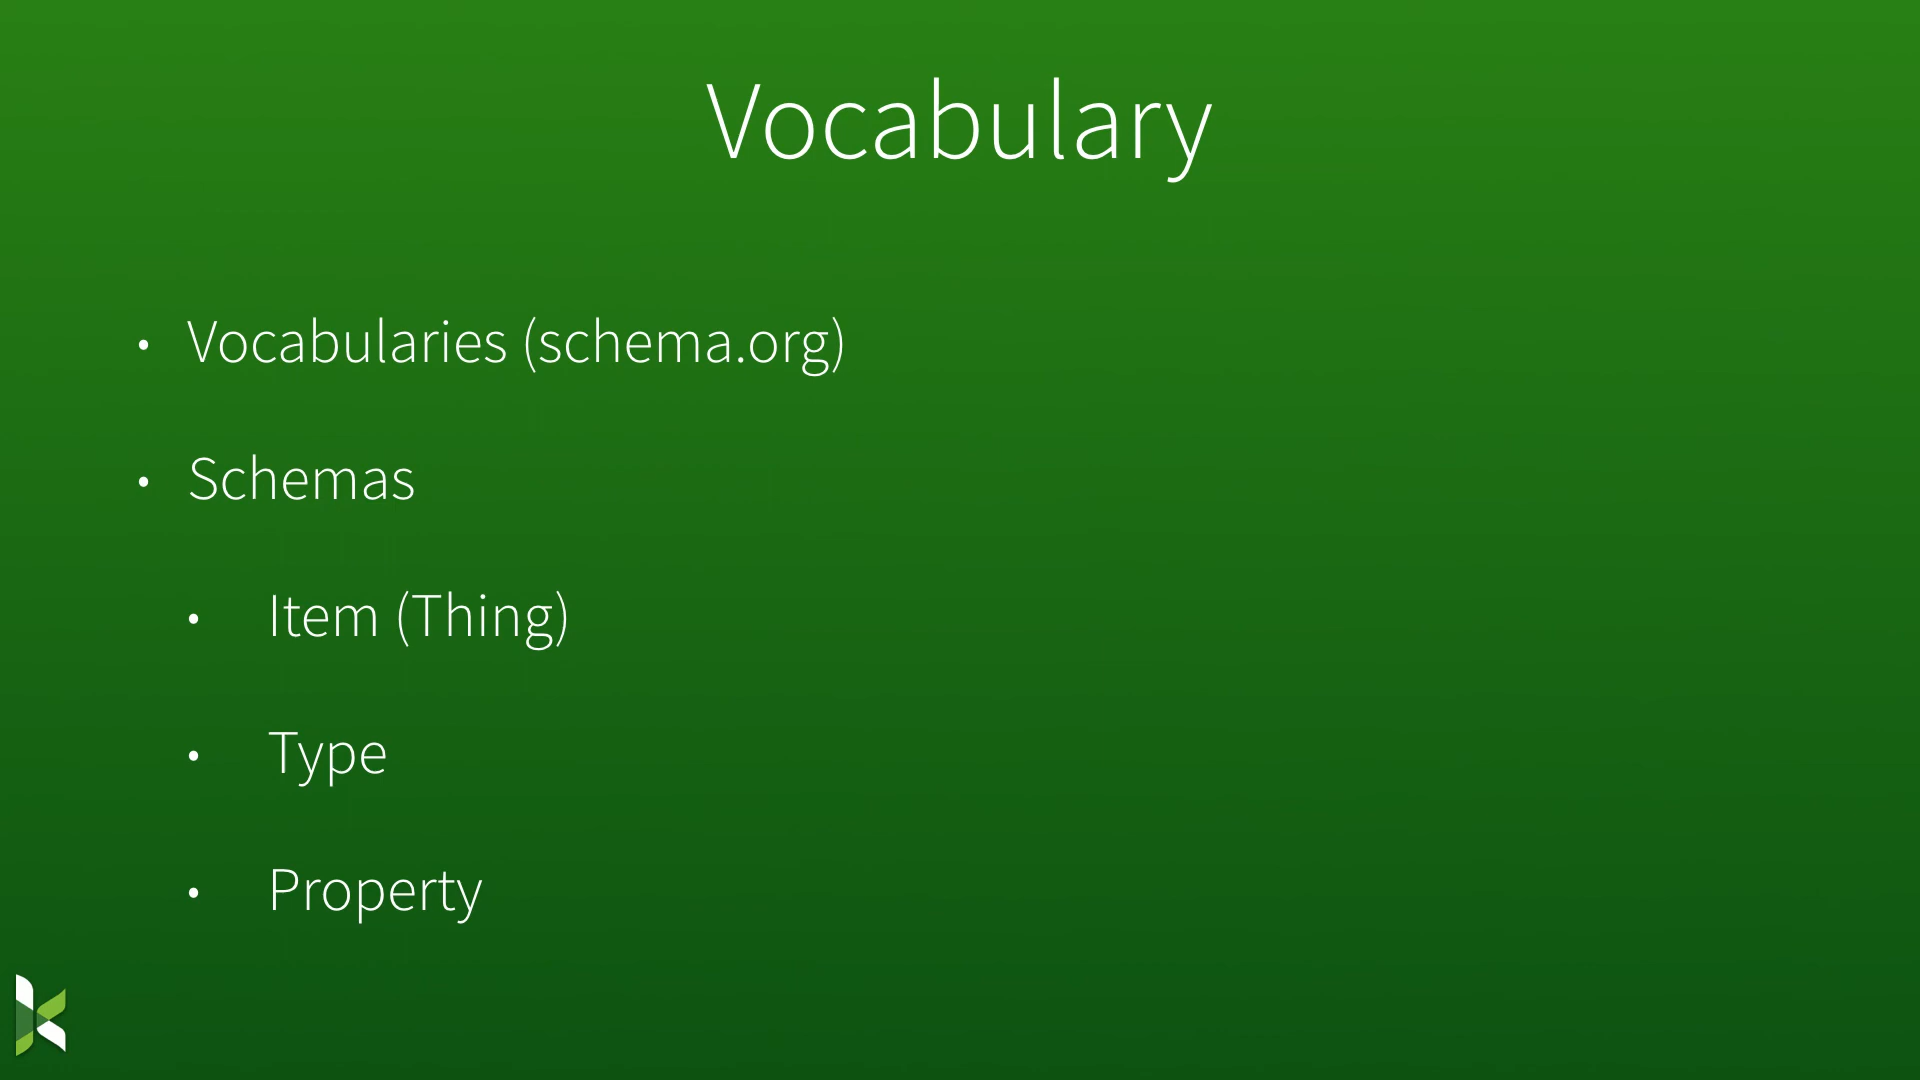 Vocabulary
• Vocabularies (schema.org)
• Schemas
• Item (Thing)
• Type
• Property